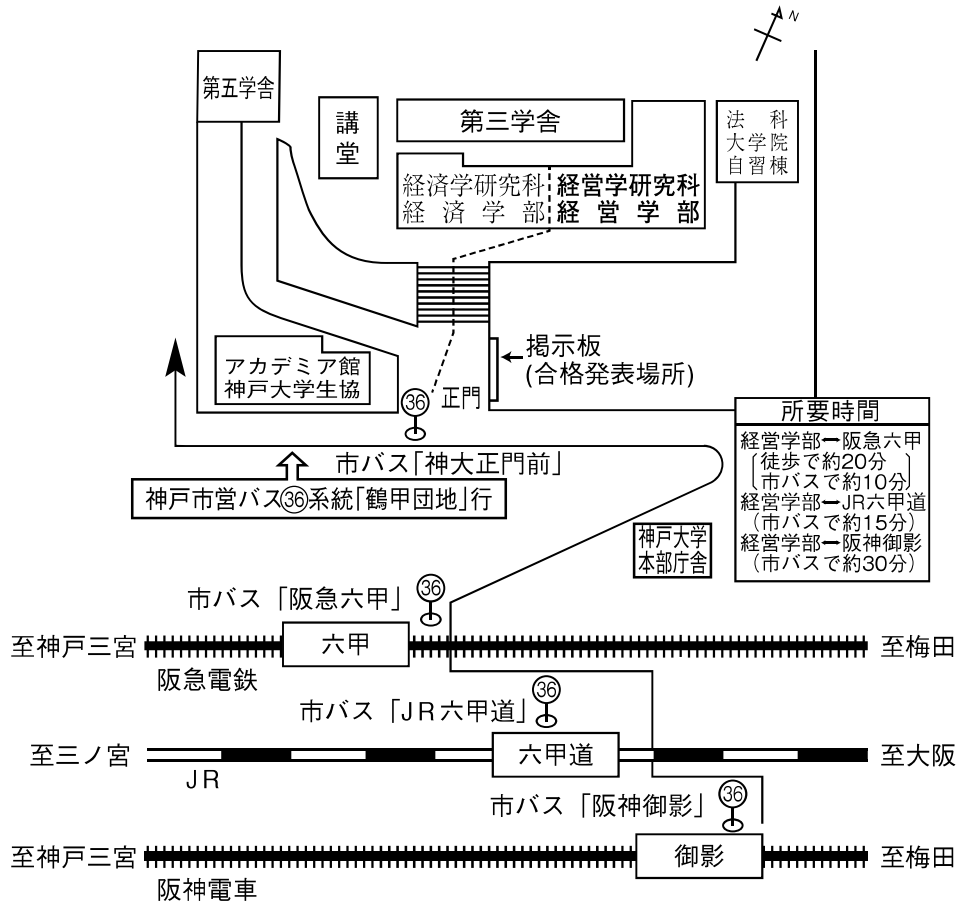 N
第五学舎
講
堂
第三学舎
法科
大学院
自習棟
経済学研究科
経済学部
経営学研究科
経営学部
掲示板
(合格発表場所)
アカデミア館
神戸大学生協
36
正門
市バス「神大正門前」
神戸市営バス㊱系統「鶴甲団地」行
所要時間
経営学部ー阪急六甲
徒歩で約20分
市バスで約10分
経営学部ーJR六甲道
(市バスで約15分)
経営学部ー阪神御影
(市バスで約30分)
神戸大学
本部庁舎
市バス「阪急六甲」
36
至神戸三宮
六甲
至梅田
阪急電鉄
市バス「JR六甲道」
36
至三ノ宮
六甲道
至大阪
JR
市バス「阪神御影」
36
至神戸三宮
御影
至梅田
阪神電車